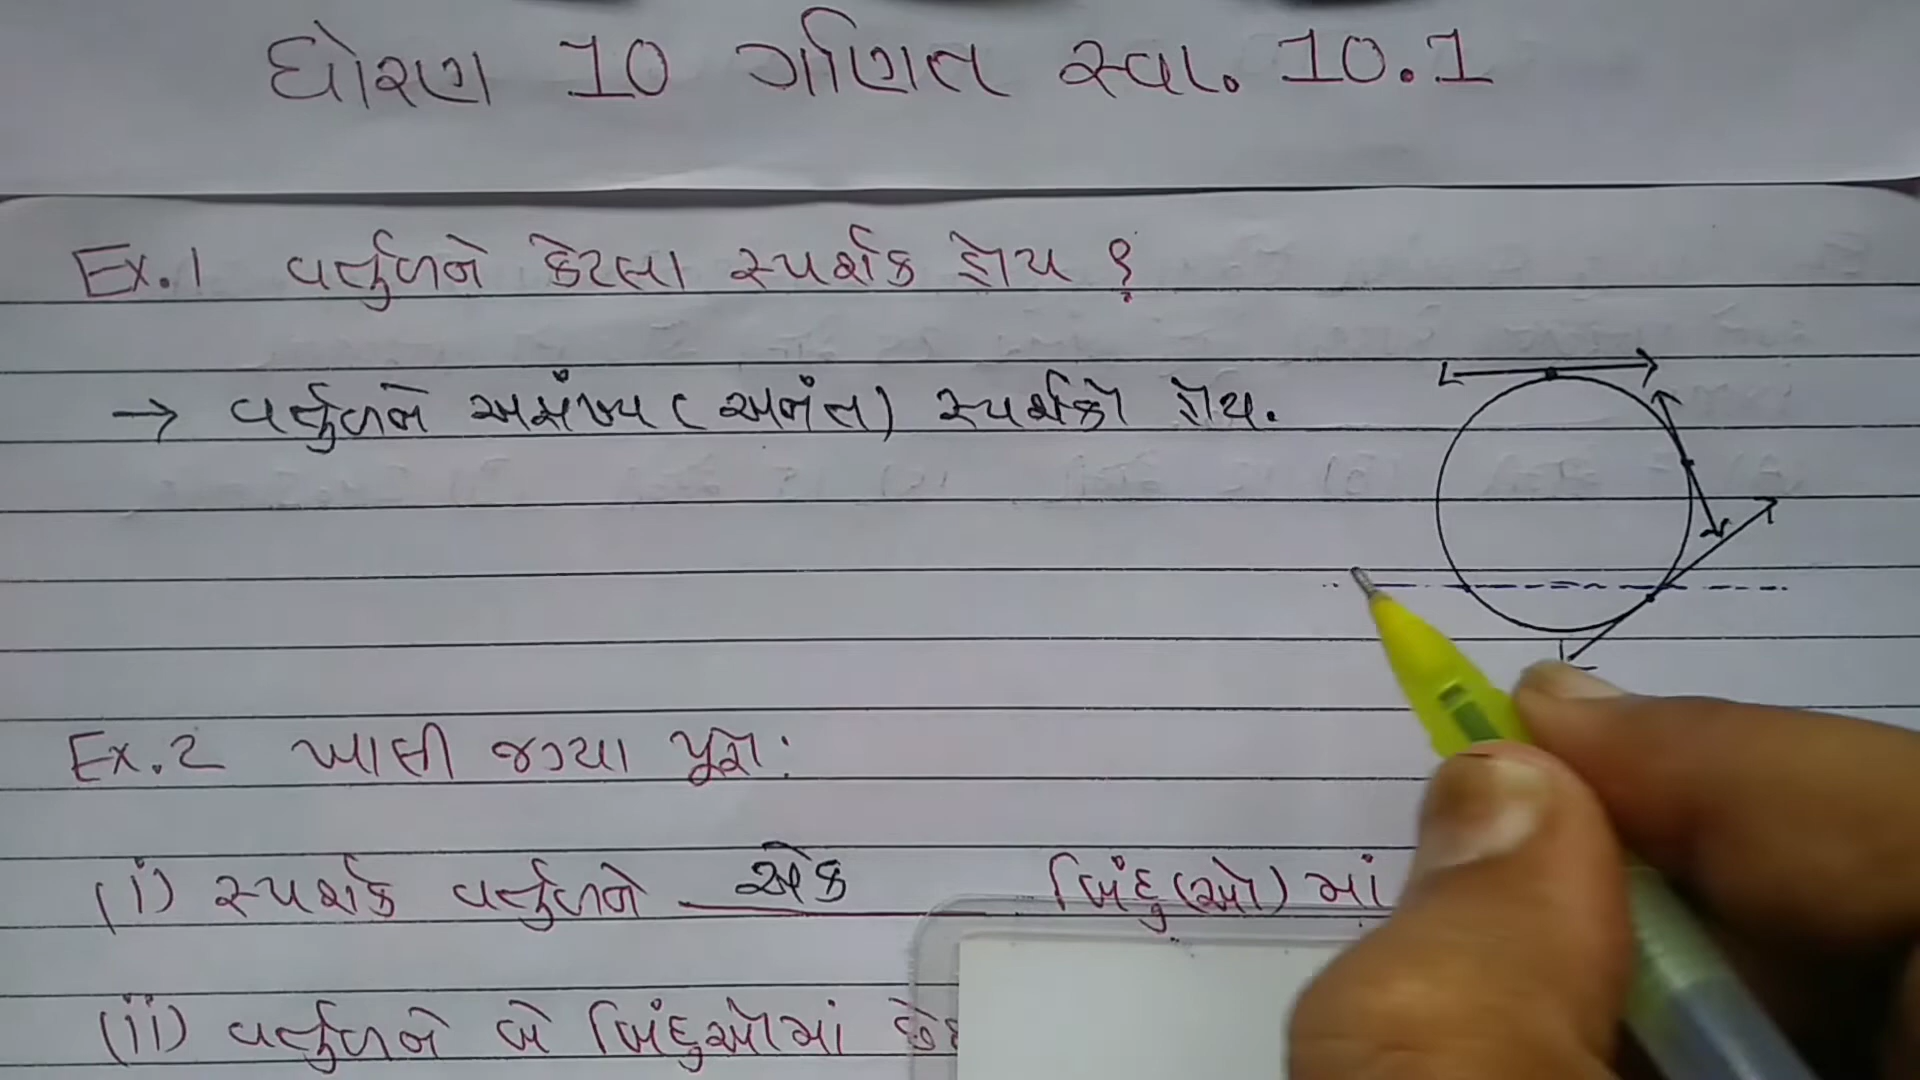 ધોરણ 10 ગણિત સ્વા. 10.1
Ex.1 વર્તુળને કેટલા સ્પર્શક હોય ?
→ વર્તુળને અસંખ્ય (અનંત) સ્પર્શકો હોય.
Ex.2 ખાલી જગ્યા પૂરો:
(i) સ્પર્શક વર્તુળને એક બિંદુ(ઓ)માં
(ii) વર્તુળને બે બિંદુઓમાં